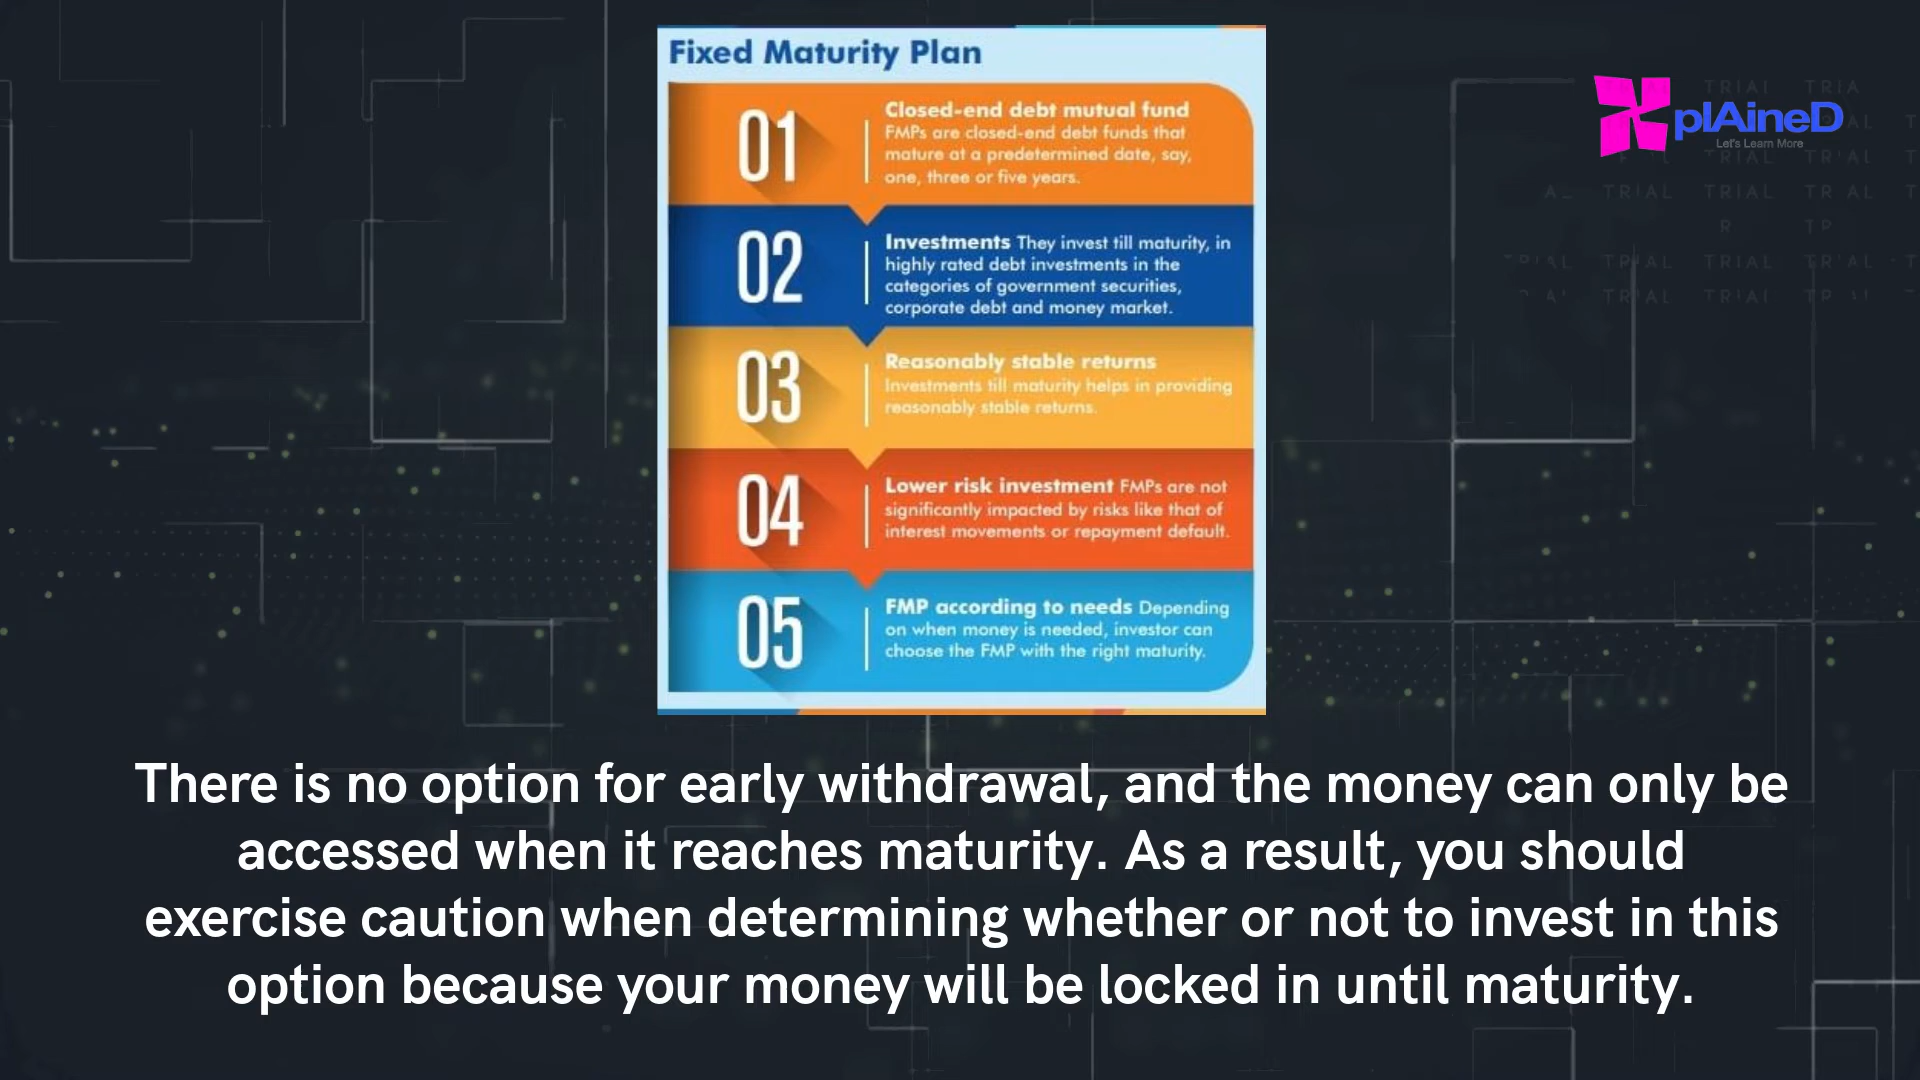 Fixed Maturity Plan
01
Closed-end debt mutual fund
FMPs are closed-end debt funds that
mature at a predetermined date, say,
one, three or five years.
02
Investments They invest till maturity, in
highly rated debt investments in the
categories of government securities,
corporate debt and money market.
03
Reasonably stable returns
Investments till maturity helps in providing
reasonably stable returns.
04
Lower risk investment FMPs are not
significantly impacted by risks like that of
interest movements or repayment default.
05
FMP according to needs Depending
on when money is needed, investor can
choose the FMP with the right maturity.
XplAineD
Let's Learn More
There is no option for early withdrawal, and the money can only be
accessed when it reaches maturity. As a result, you should
exercise caution when determining whether or not to invest in this
option because your money will be locked in until maturity.